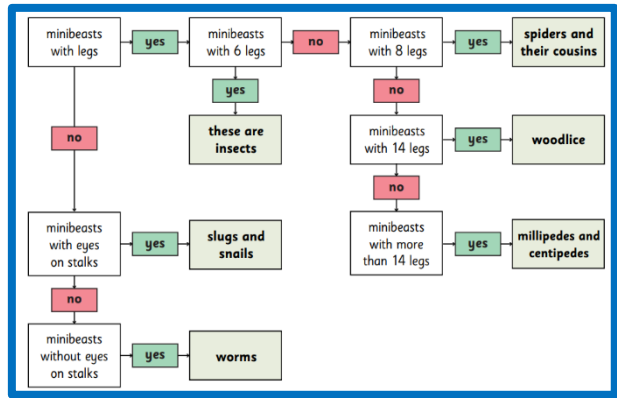 minibeasts
with legs
yes
minibeasts
with 6 legs
no
minibeasts
with 8 legs
yes
spiders and
their cousins
yes
no
these are
insects
no
minibeasts
with 14 legs
yes
woodlice
no
minibeasts
with eyes
on stalks
yes
slugs and
snails
minibeasts
with more
than 14 legs
yes
millipedes and
centipedes
no
minibeasts
without eyes
on stalks
yes
worms